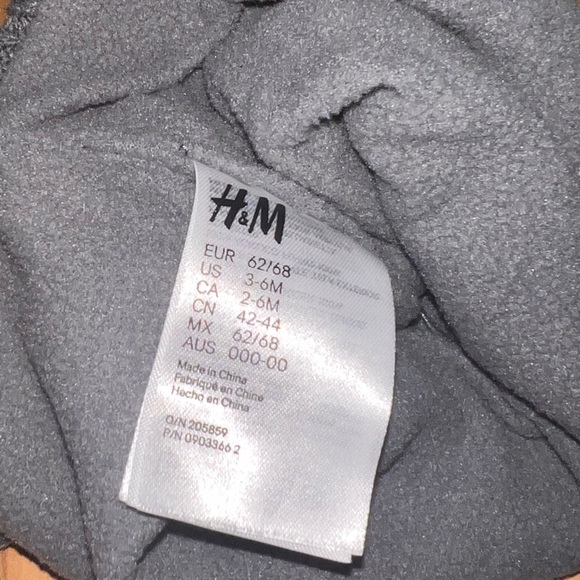 H&M
EUR 62/68
US 3-6M
CA 2-6M
CN 42-44
MX 62/68
AUS 000-00
Made in China
Fabriqué en Chine
Hecho en China
O/N 205859
P/N 0903366 2